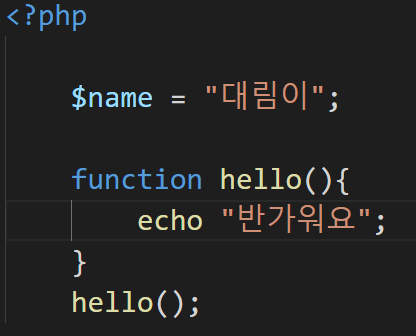 <?php
$name = "대림이";
function hello(){
echo "반가워요";
}
hello();